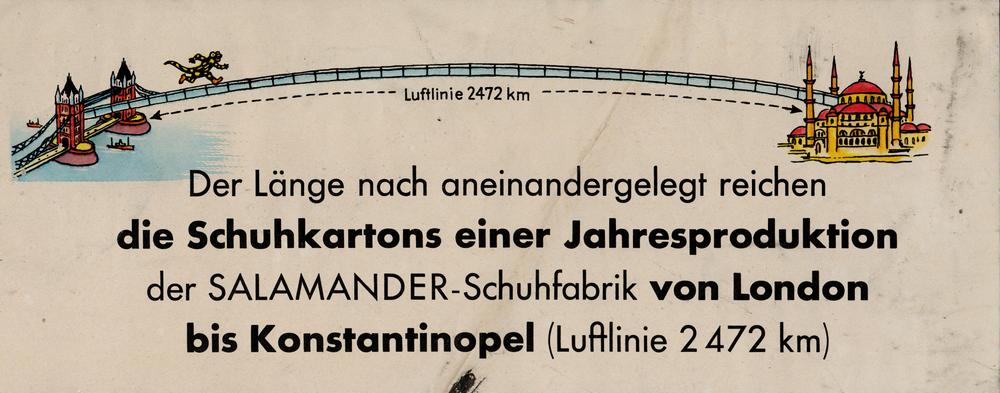 Luftlinie 2472 km
Der Länge nach aneinandergelegt reichen
die Schuhkartons einer Jahresproduktion
der SALAMANDER-Schuhfabrik von London
bis Konstantinopel (Luftlinie 2 472 km)